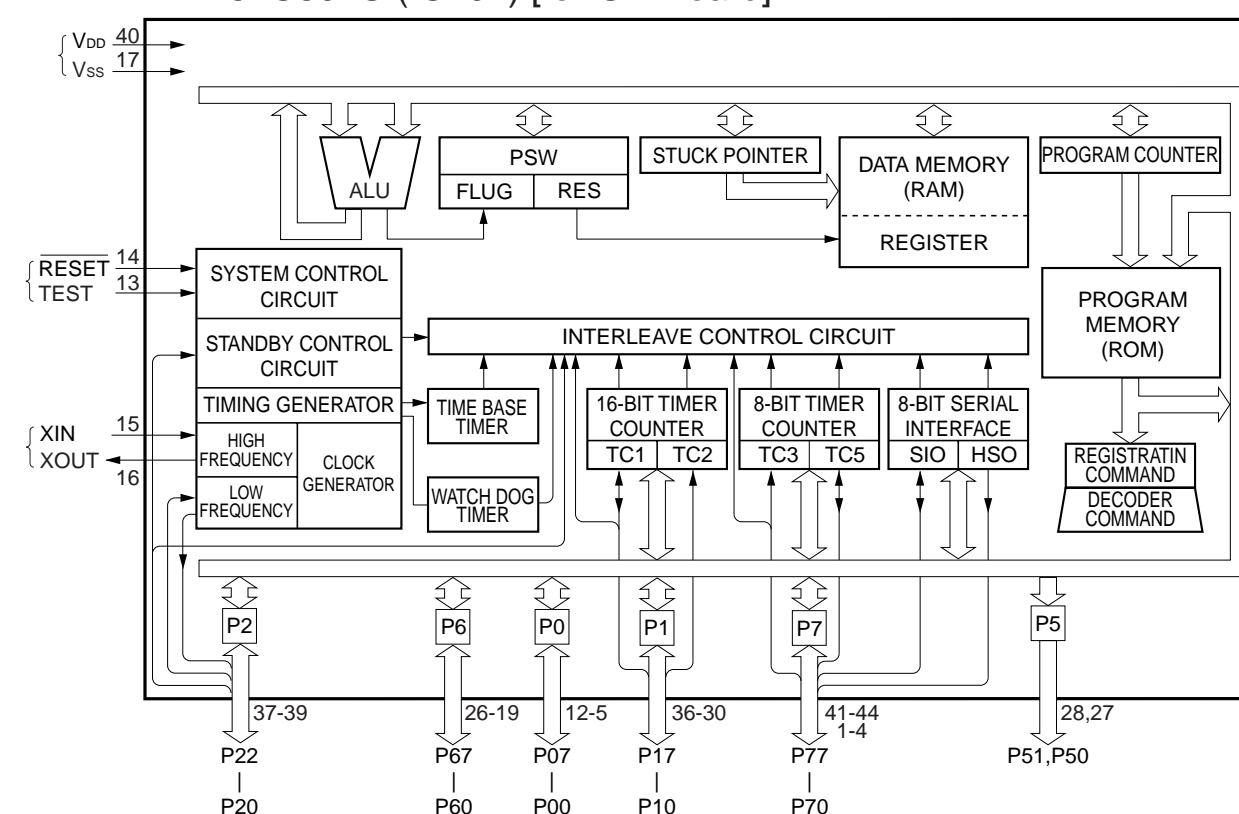 VDD 40
VSS 17
PSW
FLUG RES
ALU
STUCK POINTER
DATA MEMORY
(RAM)
REGISTER
PROGRAM COUNTER
RESET 14
TEST 13
SYSTEM CONTROL
CIRCUIT
STANDBY CONTROL
CIRCUIT
TIMING GENERATOR
HIGH
FREQUENCY
LOW
FREQUENCY
CLOCK
GENERATOR
XIN 15
XOUT 16
INTERLEAVE CONTROL CIRCUIT
PROGRAM
MEMORY
(ROM)
TIME BASE
TIMER
WATCH DOG
TIMER
16-BIT TIMER
COUNTER
TC1 TC2
8-BIT TIMER
COUNTER
TC3 TC5
8-BIT SERIAL
INTERFACE
SIO HSO
REGISTRATIN
COMMAND
DECODER
COMMAND
P2 P6 P0 P1 P7 P5
37-39 26-19 12-5 36-30 41-44 28,27
1-4
P22 P67 P07 P17 P77 P51,P50
P20 P60 P00 P10 P70